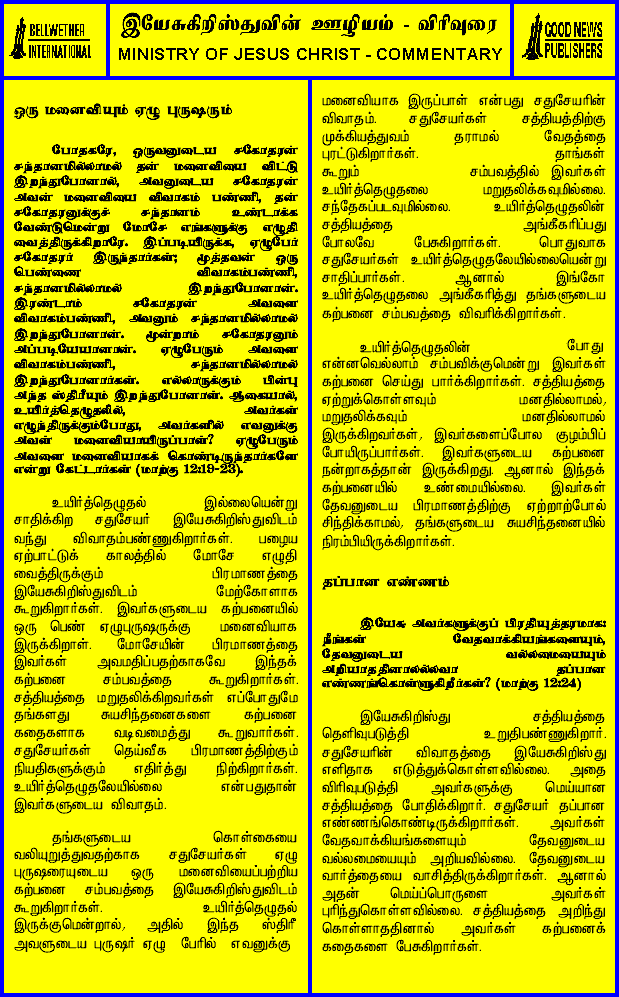 BELLWETHER
INTERNATIONAL
இயேசுகிறிஸ்துவின் ஊழியம் - விரிவுரை
MINISTRY OF JESUS CHRIST - COMMENTARY
GOOD NEWS
PUBLISHERS
ஒரு மனைவியும் ஏழு புருஷரும்
போதகரே, ஒருவனுடைய சகோதரன்
சந்தானமில்லாமல் தன் மனைவியை விட்டு
இறந்துபோனால், அவனுடைய சகோதரன்
அவன் மனைவியை விவாகம் பண்ணி, தன்
சகோதரனுக்குச் சந்தானம் உண்டாக்க
வேண்டுமென்று மோசே எங்களுக்கு எழுதி
வைத்திருக்கிறாரே. இப்படியிருக்க, ஏழுபேர்
சகோதரர் இருந்தார்கள்; மூத்தவன் ஒரு
பெண்ணை விவாகம்பண்ணி,
சந்தானமில்லாமல் இறந்துபோனான்.
இரண்டாம் சகோதரன் அவளை
விவாகம்பண்ணி, அவனும் சந்தானமில்லாமல்
இறந்துபோனான். மூன்றாம் சகோதரனும்
அப்படியேயானான். ஏழுபேரும் அவளை
விவாகம்பண்ணி, சந்தானமில்லாமல்
இறந்துபோனார்கள். எல்லாருக்கும் பின்பு
அந்த ஸ்திரீயும் இறந்துபோனாள். ஆகையால்,
உயிர்த்தெழுதலில், அவர்கள்
எழுந்திருக்கும்போது, அவர்களில் எவனுக்கு
அவள் மனைவியாயிருப்பாள்? ஏழுபேரும்
அவளை மனைவியாகக் கொண்டிருந்தார்களே
என்று கேட்டார்கள் (மாற்கு 12:19-23).
உயிர்த்தெழுதல் இல்லையென்று
சாதிக்கிற சதுசேயர் இயேசுகிறிஸ்துவிடம்
வந்து விவாதம்பண்ணுகிறார்கள். பழைய
ஏற்பாட்டுக் காலத்தில் மோசே எழுதி
வைத்திருக்கும் பிரமாணத்தை
இயேசுகிறிஸ்துவிடம் மேற்கோளாக
கூறுகிறார்கள். இவர்களுடைய கற்பனையில்
ஒரு பெண் ஏழுபுருஷருக்கு மனைவியாக
இருக்கிறாள். மோசேயின் பிரமாணத்தை
இவர்கள் அவமதிப்பதற்காகவே இந்தக்
கற்பனை சம்பவத்தை கூறுகிறார்கள்.
சத்தியத்தை மறுதலிக்கிறவர்கள் எப்போதுமே
தங்களது சுயசிந்தனைகளை கற்பனை
கதைகளாக வடிவமைத்து கூறுவார்கள்.
சதுசேயர்கள் தெய்வீக பிரமாணத்திற்கும்
நியதிகளுக்கும் எதிர்த்து நிற்கிறார்கள்.
உயிர்த்தெழுதலேயில்லை என்பதுதான்
இவர்களுடைய விவாதம்.
தங்களுடைய கொள்கையை
வலியுறுத்துவதற்காக சதுசேயர்கள் ஏழு
புருஷரையுடைய ஒரு மனைவியைப்பற்றிய
கற்பனை சம்பவத்தை இயேசுகிறிஸ்துவிடம்
கூறுகிறார்கள். உயிர்த்தெழுதல்
இருக்குமென்றால், அதில் இந்த ஸ்திரீ
அவளுடைய புருஷர் ஏழு பேரில் எவனுக்கு
மனைவியாக இருப்பாள் என்பது சதுசேயரின்
விவாதம். சதுசேயர்கள் சத்தியத்திற்கு
முக்கியத்துவம் தராமல் வேதத்தை
புரட்டுகிறார்கள். தாங்கள்
கூறும் சம்பவத்தில் இவர்கள்
உயிர்த்தெழுதலை மறுதலிக்கவுமில்லை.
சந்தேகப்படவுமில்லை. உயிர்த்தெழுதலின்
சத்தியத்தை அங்கீகரிப்பது
போலவே பேசுகிறார்கள். பொதுவாக
சதுசேயர்கள் உயிர்த்தெழுதலேயில்லையென்று
சாதிப்பார்கள். ஆனால் இங்கோ
உயிர்த்தெழுதலை அங்கீகரித்து தங்களுடைய
கற்பனை சம்பவத்தை விவரிக்கிறார்கள்.
உயிர்த்தெழுதலின் போது
என்னவெல்லாம் சம்பவிக்குமென்று இவர்கள்
கற்பனை செய்து பார்க்கிறார்கள். சத்தியத்தை
ஏற்றுக்கொள்ளவும் மனதில்லாமல்,
மறுதலிக்கவும் மனதில்லாமல்
இருக்கிறவர்கள், இவர்களைப்போல குழம்பிப்
போயிருப்பார்கள். இவர்களுடைய கற்பனை
நன்றாகத்தான் இருக்கிறது. ஆனால் இந்தக்
கற்பனையில் உண்மையில்லை. இவர்கள்
தேவனுடைய பிரமாணத்திற்கு ஏற்றாற்போல்
சிந்திக்காமல், தங்களுடைய சுயசிந்தனையில்
நிரம்பியிருக்கிறார்கள்.
தப்பான எண்ணம்
இயேசு அவர்களுக்குப் பிரதியுத்தரமாக:
நீங்கள் வேதவாக்கியங்களையும்,
தேவனுடைய வல்லமையையும்
அறியாததினாலல்லவா தப்பான
எண்ணங்கொள்ளுகிறீர்கள்? (மாற்கு 12:24)
இயேசுகிறிஸ்து சத்தியத்தை
தெளிவுபடுத்தி உறுதிபண்ணுகிறார்.
சதுசேயரின் விவாதத்தை இயேசுகிறிஸ்து
எளிதாக எடுத்துக்கொள்ளவில்லை. அதை
விரிவுபடுத்தி அவர்களுக்கு மெய்யான
சத்தியத்தை போதிக்கிறார். சதுசேயர் தப்பான
எண்ணங்கொண்டிருக்கிறார்கள். அவர்கள்
வேதவாக்கியங்களையும் தேவனுடைய
வல்லமையையும் அறியவில்லை. தேவனுடைய
வார்த்தையை வாசித்திருக்கிறார்கள். ஆனால்
அதன் மெய்ப்பொருளை அவர்கள்
புரிந்துகொள்ளவில்லை. சத்தியத்தை அறிந்து
கொள்ளாததினால் அவர்கள் கற்பனைக்
கதைகளை பேசுகிறார்கள்.